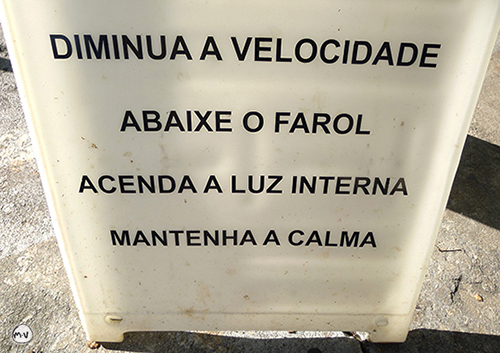 DIMINUA A VELOCIDADE
ABAIXE O FAROL
ACENDA A LUZ INTERNA
MANTENHA A CALMA
M•V